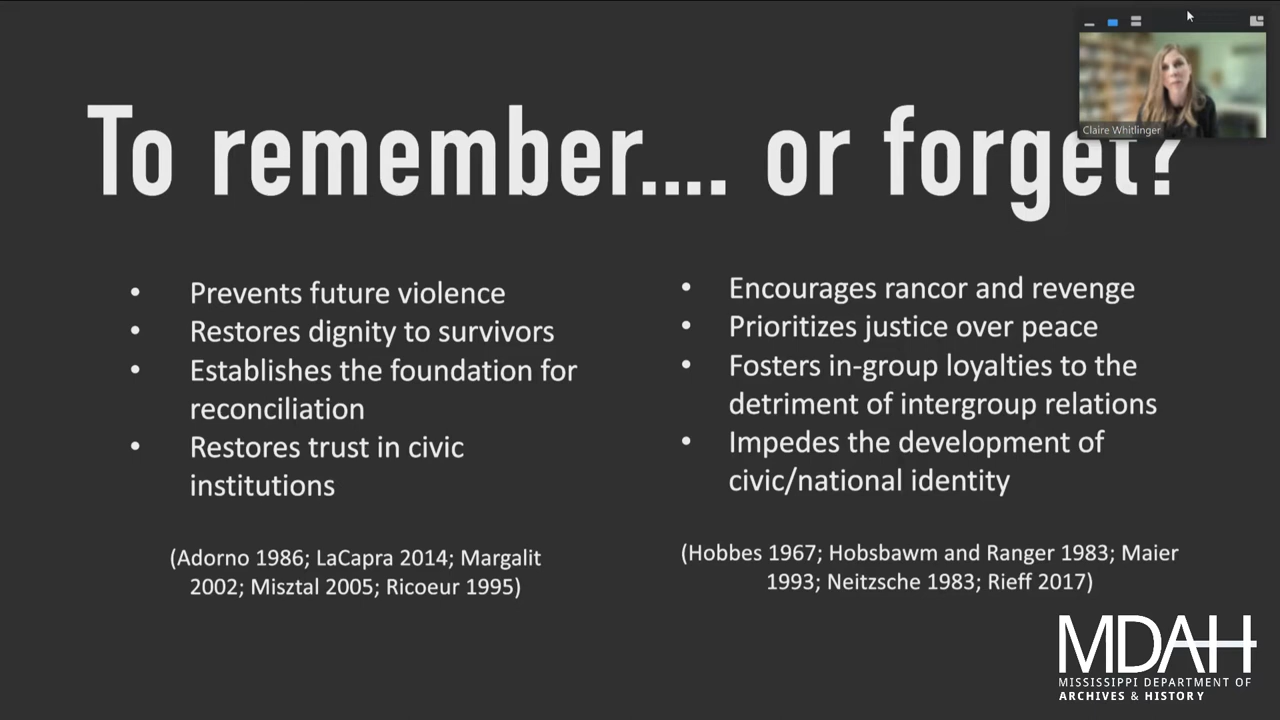 Claire Whitlinger
To remember.... or forget?
• Prevents future violence
• Restores dignity to survivors
• Establishes the foundation for
reconciliation
• Restores trust in civic
institutions
(Adorno 1986; LaCapra 2014; Margalit
2002; Misztal 2005; Ricoeur 1995)
• Encourages rancor and revenge
• Prioritizes justice over peace
• Fosters in-group loyalties to the
detriment of intergroup relations
• Impedes the development of
civic/national identity
(Hobbes 1967; Hobsbawm and Ranger 1983; Maier
1993; Neitzsche 1983; Rieff 2017)
MDAH
MISSISSIPPI DEPARTMENT OF
ARCHIVES & HISTORY